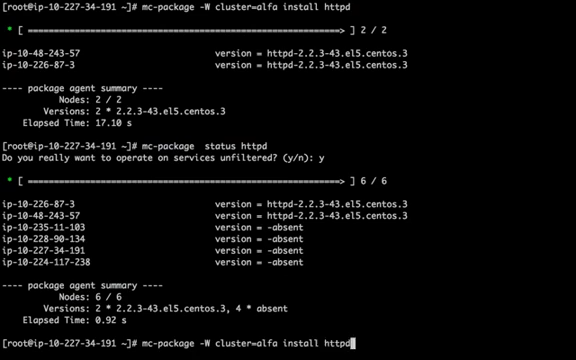 [root@ip-10-227-34-191 ~]# mc-package -W cluster=alfa install httpd
* [ ============================================================> ] 2 / 2
ip-10-48-243-57 version = httpd-2.2.3-43.el5.centos.3
ip-10-226-87-3 version = httpd-2.2.3-43.el5.centos.3
---- package agent summary ----
Nodes: 2 / 2
Versions: 2 * 2.2.3-43.el5.centos.3
Elapsed Time: 17.10 s
[root@ip-10-227-34-191 ~]# mc-package status httpd
Do you really want to operate on services unfiltered? (y/n): y
* [ ============================================================> ] 6 / 6
ip-10-226-87-3 version = httpd-2.2.3-43.el5.centos.3
ip-10-48-243-57 version = httpd-2.2.3-43.el5.centos.3
ip-10-235-11-103 version = -absent
ip-10-228-90-134 version = -absent
ip-10-227-34-191 version = -absent
ip-10-224-117-238 version = -absent
---- package agent summary ----
Nodes: 6 / 6
Versions: 2 * 2.2.3-43.el5.centos.3, 4 * absent
Elapsed Time: 0.92 s
[root@ip-10-227-34-191 ~]# mc-package -W cluster=alfa install httpd